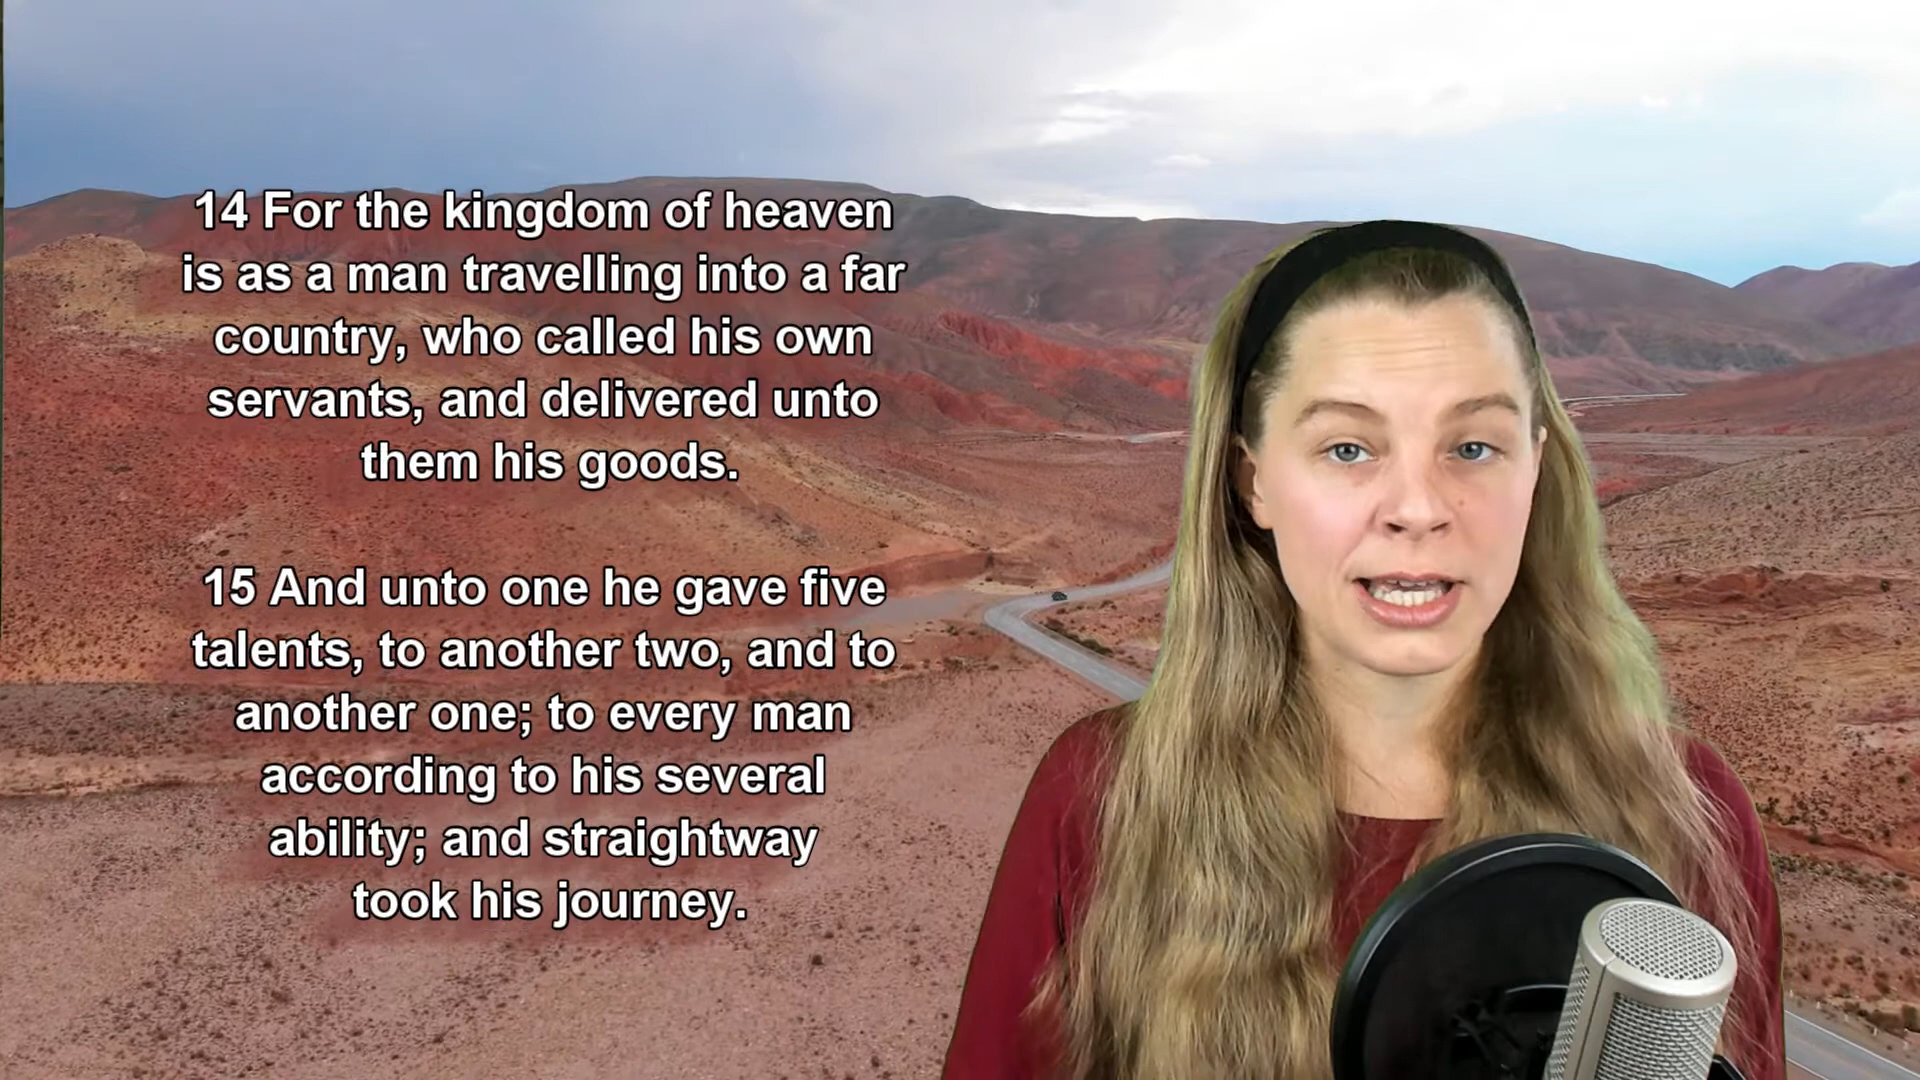 14 For the kingdom of heaven
is as a man travelling into a far
country, who called his own
servants, and delivered unto
them his goods.
15 And unto one he gave five
talents, to another two, and to
another one; to every man
according to his several
ability; and straightway
took his journey.